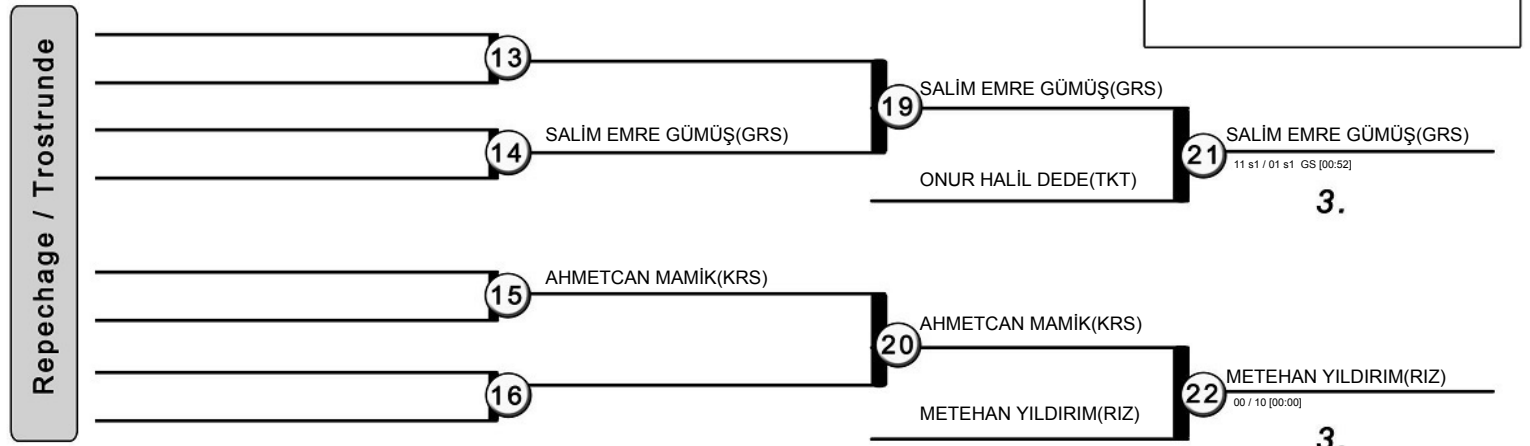 Repechage / Trostrunde
13
SALİM EMRE GÜMÜŞ(GRS)
14
SALİM EMRE GÜMÜŞ(GRS)
19
ONUR HALİL DEDE(TKT)
SALİM EMRE GÜMÜŞ(GRS)
21
11 s1 / 01 s1 GS [00:52]
3.
AHMETCAN MAMİK(KRS)
15
16
AHMETCAN MAMİK(KRS)
20
METEHAN YILDIRIM(RIZ)
METEHAN YILDIRIM(RIZ)
22
00 / 10 [00:00]
3.